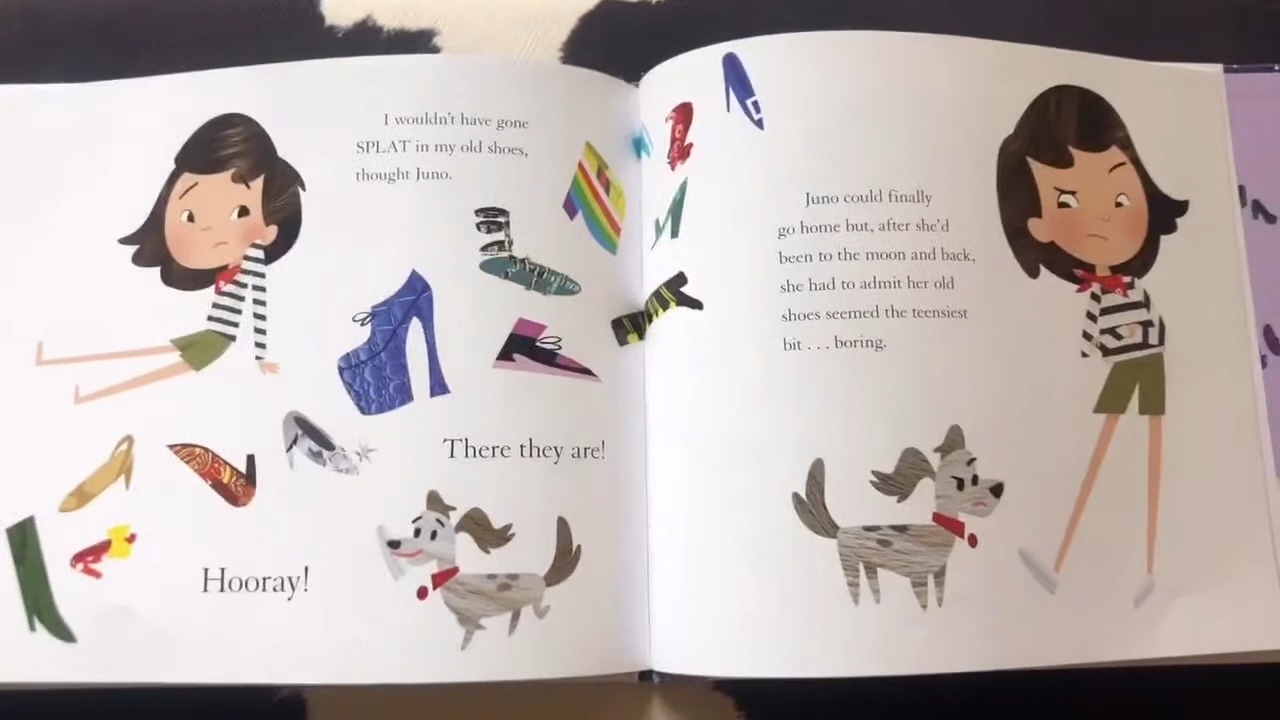 I wouldn't have gone
SPLAT in my old shoes,
thought Juno.
There they are!
Hooray!
Juno could finally
go home but, after she'd
been to the moon and back,
she had to admit her old
shoes seemed the teensiest
bit . . . boring.